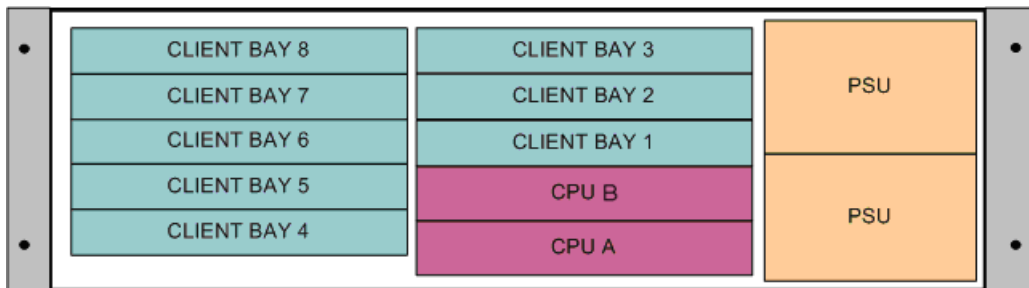 CLIENT BAY 8
CLIENT BAY 7
CLIENT BAY 6
CLIENT BAY 5
CLIENT BAY 4
CLIENT BAY 3
CLIENT BAY 2
CLIENT BAY 1
CPU B
CPU A
PSU
PSU